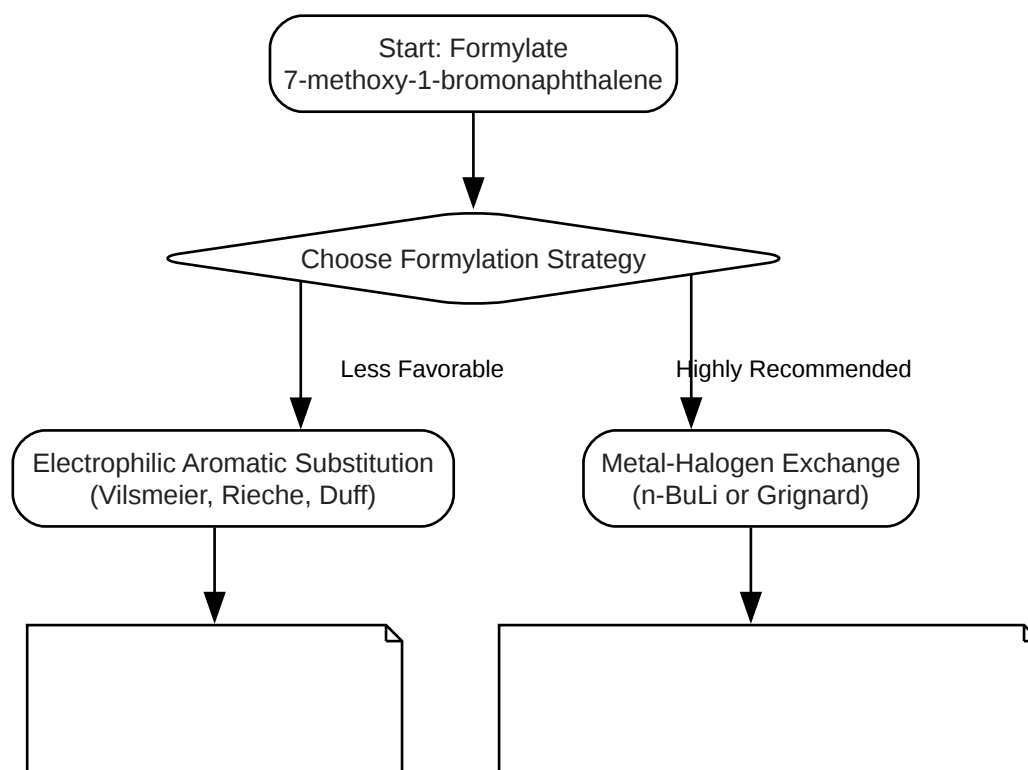 Start: Formylate
7-methoxy-1-bromonaphthalene
Choose Formylation Strategy
Less Favorable
Highly Recommended
Electrophilic Aromatic Substitution
(Vilsmeier, Rieche, Duff)
Metal-Halogen Exchange
(n-BuLi or Grignard)